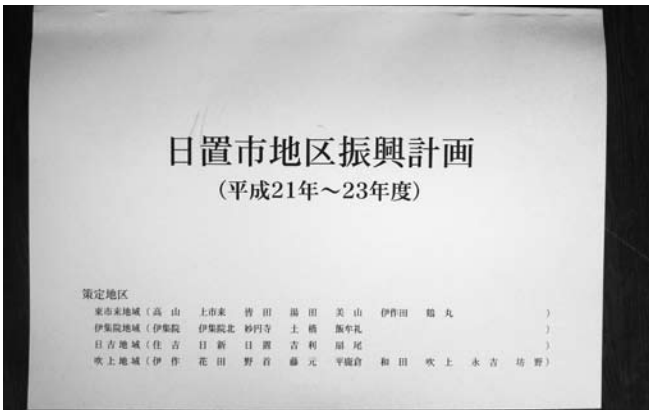 日置市地区振興計画
（平成21年～23年度）
策定地区
東市来地域（高山　上市来　皆田　湯田　美山　伊作田　鶴丸　）
伊集院地域（伊集院　伊集院北　妙円寺　土橋　飯牟礼　）
日吉地域（住吉　日新　日置　吉利　扇尾　）
吹上地域（伊作　花田　野首　藤元　平鹿倉　和田　吹上　永吉　坊野）